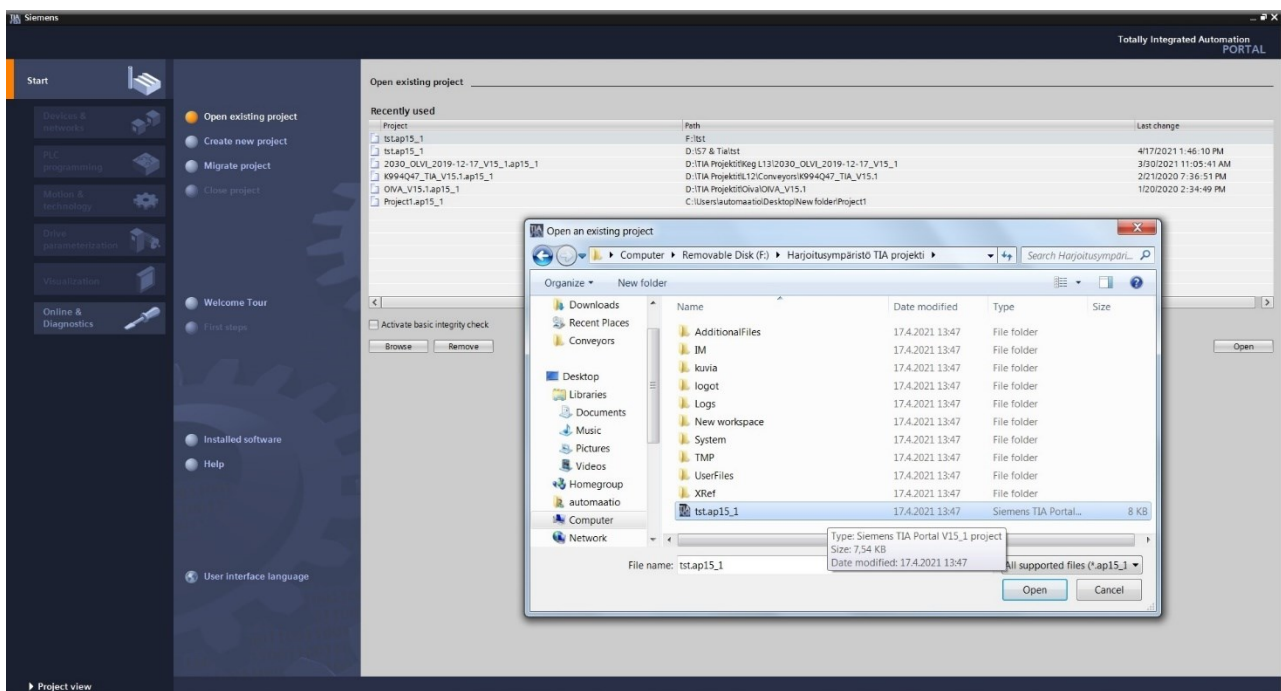 Siemens
Totally Integrated Automation
PORTAL
Start
Devices &
networks
PLC
programming
Motion &
technology
Drive
parameterization
Visualization
Online &
Diagnostics
Open existing project
Create new project
Migrate project
Close project
Welcome Tour
First steps
Installed software
Help
User interface language
Project view
Open existing project
Recently used
Project Path Last change
tst.ap15_1 F:\tst
tst.ap15_1 D:\S7 & Tia\tst 4/17/2021 1:46:10 PM
2030_OLVI_2019-12-17_V15_1.ap15_1 D:\TIA Projektit\Keg L13\2030_OLVI_2019-12-17_V15_1 3/30/2021 11:05:41 AM
K994Q47_TIA_V15.1.ap15_1 D:\TIA Projektit\L12\Conveyors\K994Q47_TIA_V15.1 2/21/2020 7:36:51 PM
OIVA_V15.1.ap15_1 D:\TIA Projektit\Oiva\OIVA_V15.1 1/20/2020 2:34:49 PM
Project1.ap15_1 C:\Users\automaatio\Desktop\New folder\Project1
Activate basic integrity check
Browse Remove Open
Open an existing project
Computer Removable Disk (F:) Harjoitusympäristö TIA projekti Search Harjoitusympäri...
Organize New folder
Downloads
Recent Places
Conveyors
Desktop
Libraries
Documents
Music
Pictures
Videos
Homegroup
automaatio
Computer
Network
Name Date modified Type Size
AdditionalFiles 17.4.2021 13:47 File folder
IM 17.4.2021 13:47 File folder
kuvia 17.4.2021 13:47 File folder
logot 17.4.2021 13:47 File folder
Logs 17.4.2021 13:47 File folder
New workspace 17.4.2021 13:47 File folder
System 17.4.2021 13:47 File folder
TMP 17.4.2021 13:47 File folder
UserFiles 17.4.2021 13:47 File folder
XRef 17.4.2021 13:47 File folder
tst.ap15_1 17.4.2021 13:47 Siemens TIA Portal... 8 KB
Type: Siemens TIA Portal V15_1 project
Size: 7,54 KB
Date modified: 17.4.2021 13:47
File name: tst.ap15_1 All supported files (*.ap15_1
Open Cancel